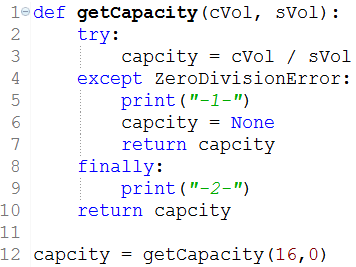 1 def getCapacity(cVol, sVol):
2     try:
3         capcity = cVol / sVol
4     except ZeroDivisionError:
5         print("-1-")
6         capcity = None
7         return capcity
8     finally:
9         print("-2-")
10     return capcity
11
12 capcity = getCapacity(16,0)